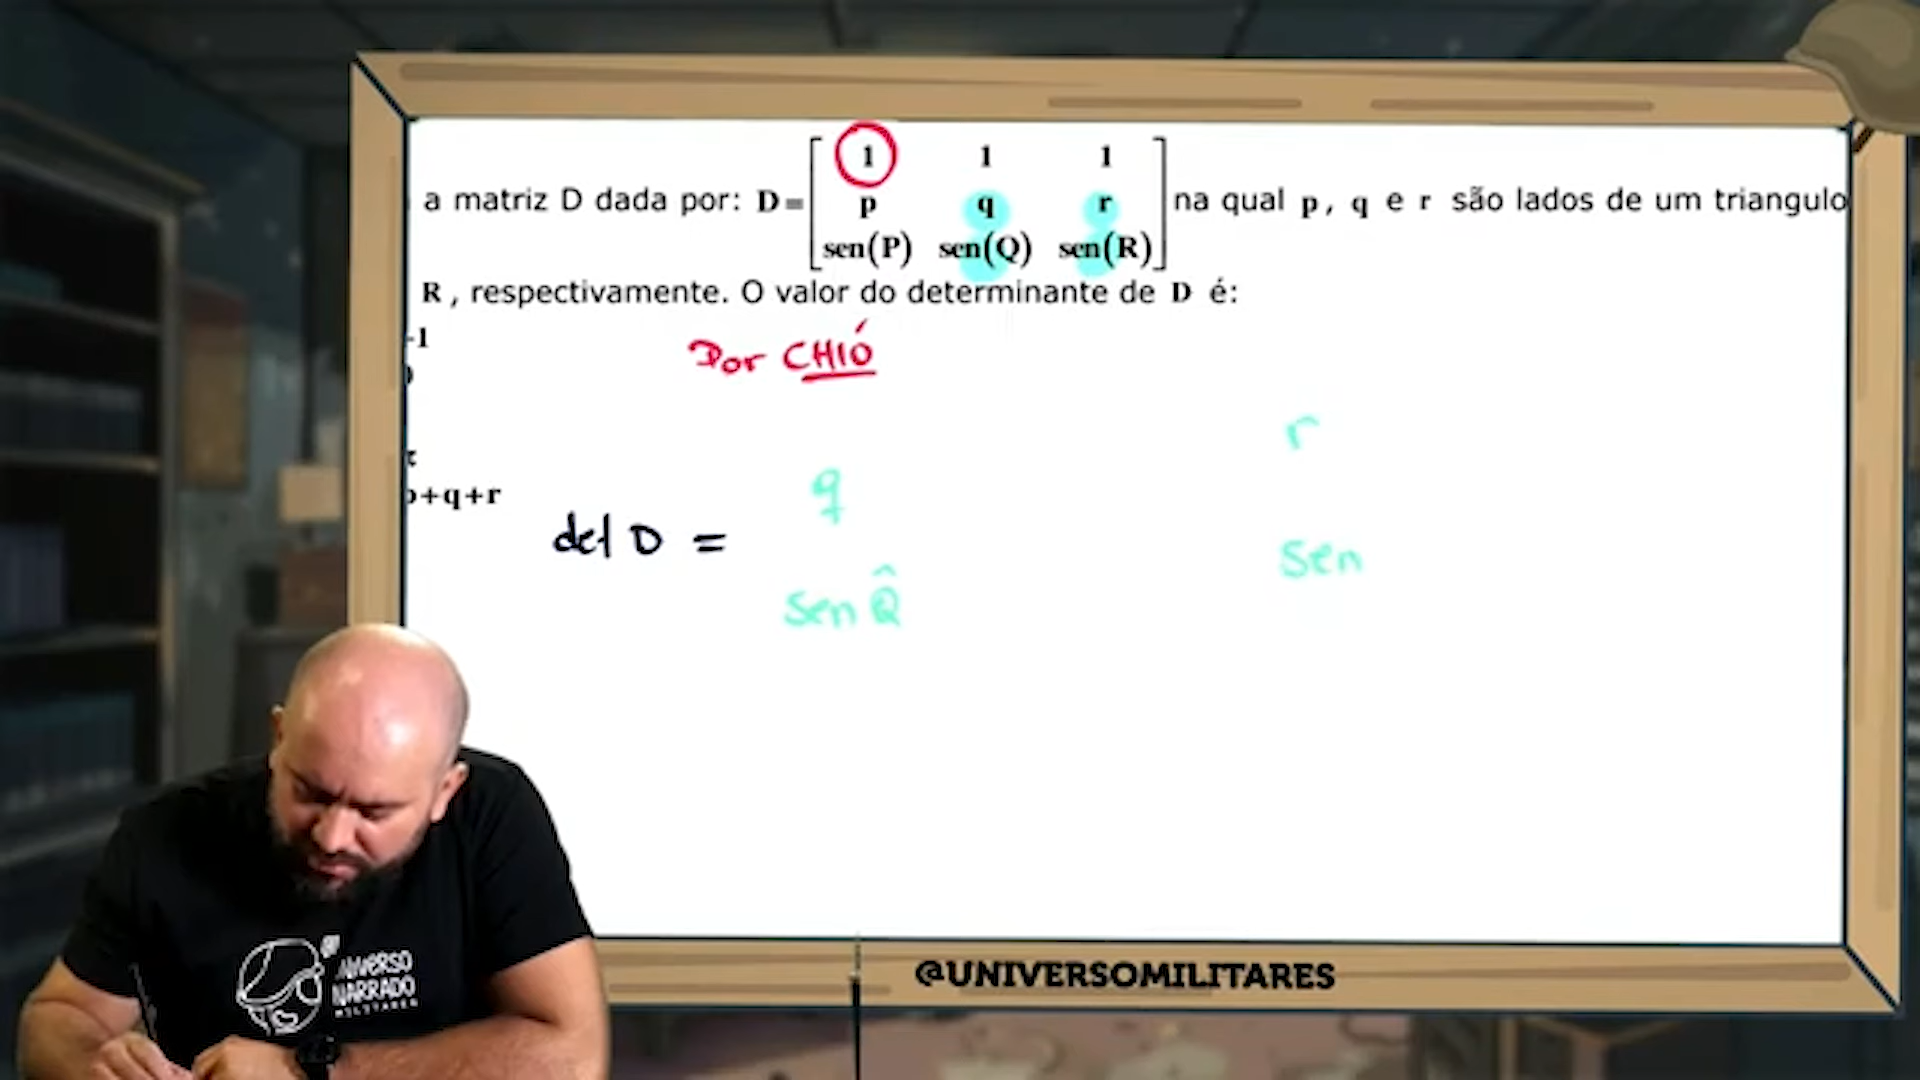 1 1 1
a matriz D dada por: D= p q r na qual p, q e r são lados de um triangulo
sen(P) sen(Q) sen(R)
R, respectivamente. O valor do determinante de D é:
-1
Por CHIÓ
p+q+r
r
q
det D =
sen
sen Q̂
NARRADO
MILITARES
@UNIVERSOMILITARES